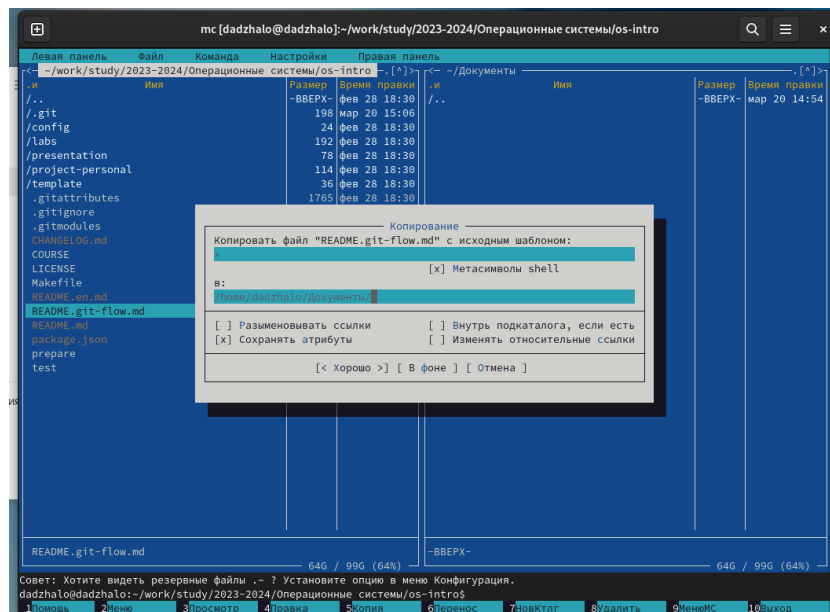 mc [dadzhalo@dadzhalo]:~/work/study/2023-2024/Операционные системы/os-intro
Левая панель Файл Команда Настройки Правая панель
<— ~/work/study/2023-2024/Операционные системы/os-intro —.[^]>
<— ~/Документы —.[^]>
.и Имя Размер Время правки .и Имя Размер Время правки
/.. -ВВЕРХ- фев 28 18:30 /.. -ВВЕРХ- мар 20 14:54
/.git 198 мар 20 15:06
/config 24 фев 28 18:30
/labs 192 фев 28 18:30
/presentation 78 фев 28 18:30
/project-personal 114 фев 28 18:30
/template 36 фев 28 18:30
.gitattributes 1765 фев 28 18:30
.gitignore
.gitmodules
CHANGELOG.md
COURSE
LICENSE
Makefile
README.en.md
README.git-flow.md
README.md
package.json
prepare
test
Копирование
Копировать файл "README.git-flow.md" с исходным шаблоном:
*
[x] Метасимволы shell
в:
/home/dadzhalo/Документы/
[ ] Разыменовывать ссылки [ ] Внутрь подкаталога, если есть
[x] Сохранять атрибуты [ ] Изменять относительные ссылки
[< Хорошо >] [ В фоне ] [ Отмена ]
README.git-flow.md -ВВЕРХ-
64G / 99G (64%) 64G / 99G (64%)
Совет: Хотите видеть резервные файлы .~ ? Установите опцию в меню Конфигурация.
dadzhalo@dadzhalo:~/work/study/2023-2024/Операционные системы/os-intro$
1Помощь 2Меню 3Просмотр 4Правка 5Копия 6Перенос 7НовКтлг 8Удалить 9МенюMC 10Выход